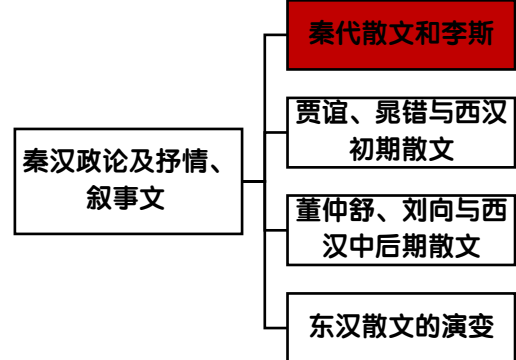 秦代散文和李斯
贾谊、晁错与西汉
初期散文
秦汉政论及抒情、
叙事文
董仲舒、刘向与西
汉中后期散文
东汉散文的演变